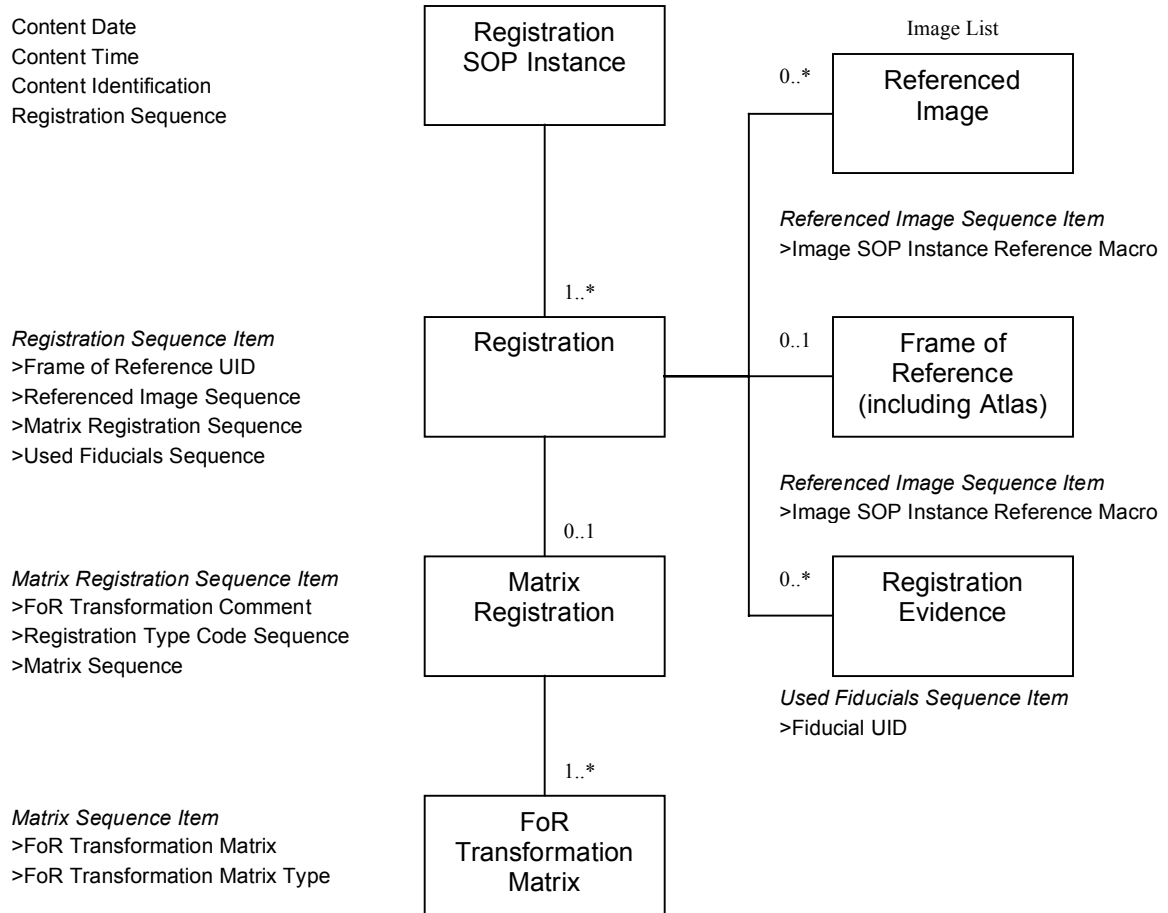 Content Date
Content Time
Content Identification
Registration Sequence
Registration
SOP Instance
Image List
0..*
Referenced
Image
Referenced Image Sequence Item
>Image SOP Instance Reference Macro
1..*
Registration Sequence Item
>Frame of Reference UID
>Referenced Image Sequence
>Matrix Registration Sequence
>Used Fiducials Sequence
Registration
0..1
Frame of
Reference
(including Atlas)
Referenced Image Sequence Item
>Image SOP Instance Reference Macro
0..1
Matrix Registration Sequence Item
>FoR Transformation Comment
>Registration Type Code Sequence
>Matrix Sequence
Matrix
Registration
0..*
Registration
Evidence
Used Fiducials Sequence Item
>Fiducial UID
1..*
Matrix Sequence Item
>FoR Transformation Matrix
>FoR Transformation Matrix Type
FoR
Transformation
Matrix